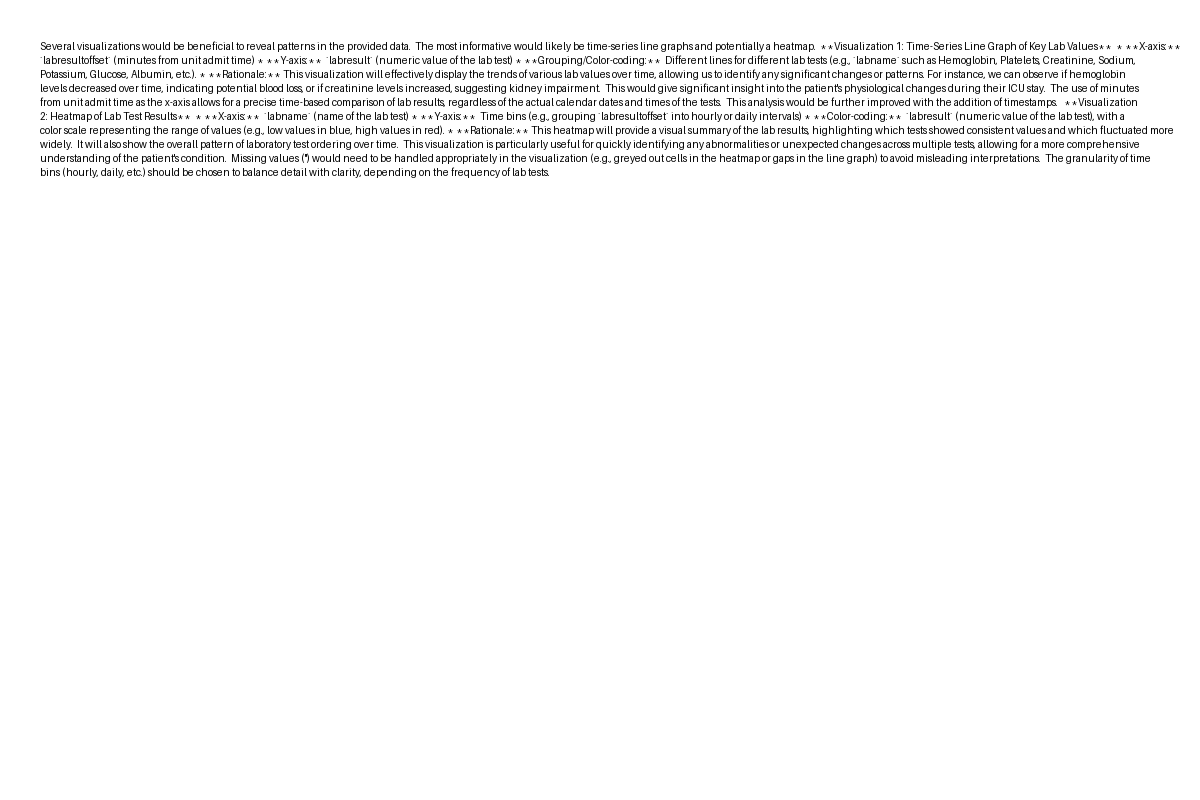 Several visualizations would be beneficial to reveal patterns in the provided data.  The most informative would likely be time-series line graphs and potentially a heatmap.  **Visualization 1: Time-Series Line Graph of Key Lab Values**  * **X-axis:**
`labresultoffset` (minutes from unit admit time) * **Y-axis:**  `labresult` (numeric value of the lab test) * **Grouping/Color-coding:**  Different lines for different lab tests (e.g., `labname` such as Hemoglobin, Platelets, Creatinine, Sodium,
Potassium, Glucose, Albumin, etc.). * **Rationale:** This visualization will effectively display the trends of various lab values over time, allowing us to identify any significant changes or patterns. For instance, we can observe if hemoglobin
levels decreased over time, indicating potential blood loss, or if creatinine levels increased, suggesting kidney impairment.  This would give significant insight into the patient's physiological changes during their ICU stay.  The use of minutes
from unit admit time as the x-axis allows for a precise time-based comparison of lab results, regardless of the actual calendar dates and times of the tests.  This analysis would be further improved with the addition of timestamps.   **Visualization
2: Heatmap of Lab Test Results**  * **X-axis:**  `labname` (name of the lab test) * **Y-axis:**  Time bins (e.g., grouping `labresultoffset` into hourly or daily intervals) * **Color-coding:**  `labresult` (numeric value of the lab test), with a
color scale representing the range of values (e.g., low values in blue, high values in red). * **Rationale:** This heatmap will provide a visual summary of the lab results, highlighting which tests showed consistent values and which fluctuated more
widely.  It will also show the overall pattern of laboratory test ordering over time.  This visualization is particularly useful for quickly identifying any abnormalities or unexpected changes across multiple tests, allowing for a more comprehensive
understanding of the patient's condition.  Missing values ('') would need to be handled appropriately in the visualization (e.g., greyed out cells in the heatmap or gaps in the line graph) to avoid misleading interpretations.  The granularity of time
bins (hourly, daily, etc.) should be chosen to balance detail with clarity, depending on the frequency of lab tests.